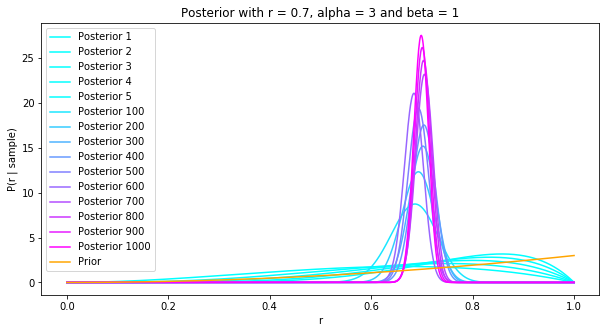 Posterior with r = 0.7, alpha = 3 and beta = 1
P(r | sample)
25
20
15
10
5
0
Posterior 1
Posterior 2
Posterior 3
Posterior 4
Posterior 5
Posterior 100
Posterior 200
Posterior 300
Posterior 400
Posterior 500
Posterior 600
Posterior 700
Posterior 800
Posterior 900
Posterior 1000
Prior
0.0 0.2 0.4 0.6 0.8 1.0
r